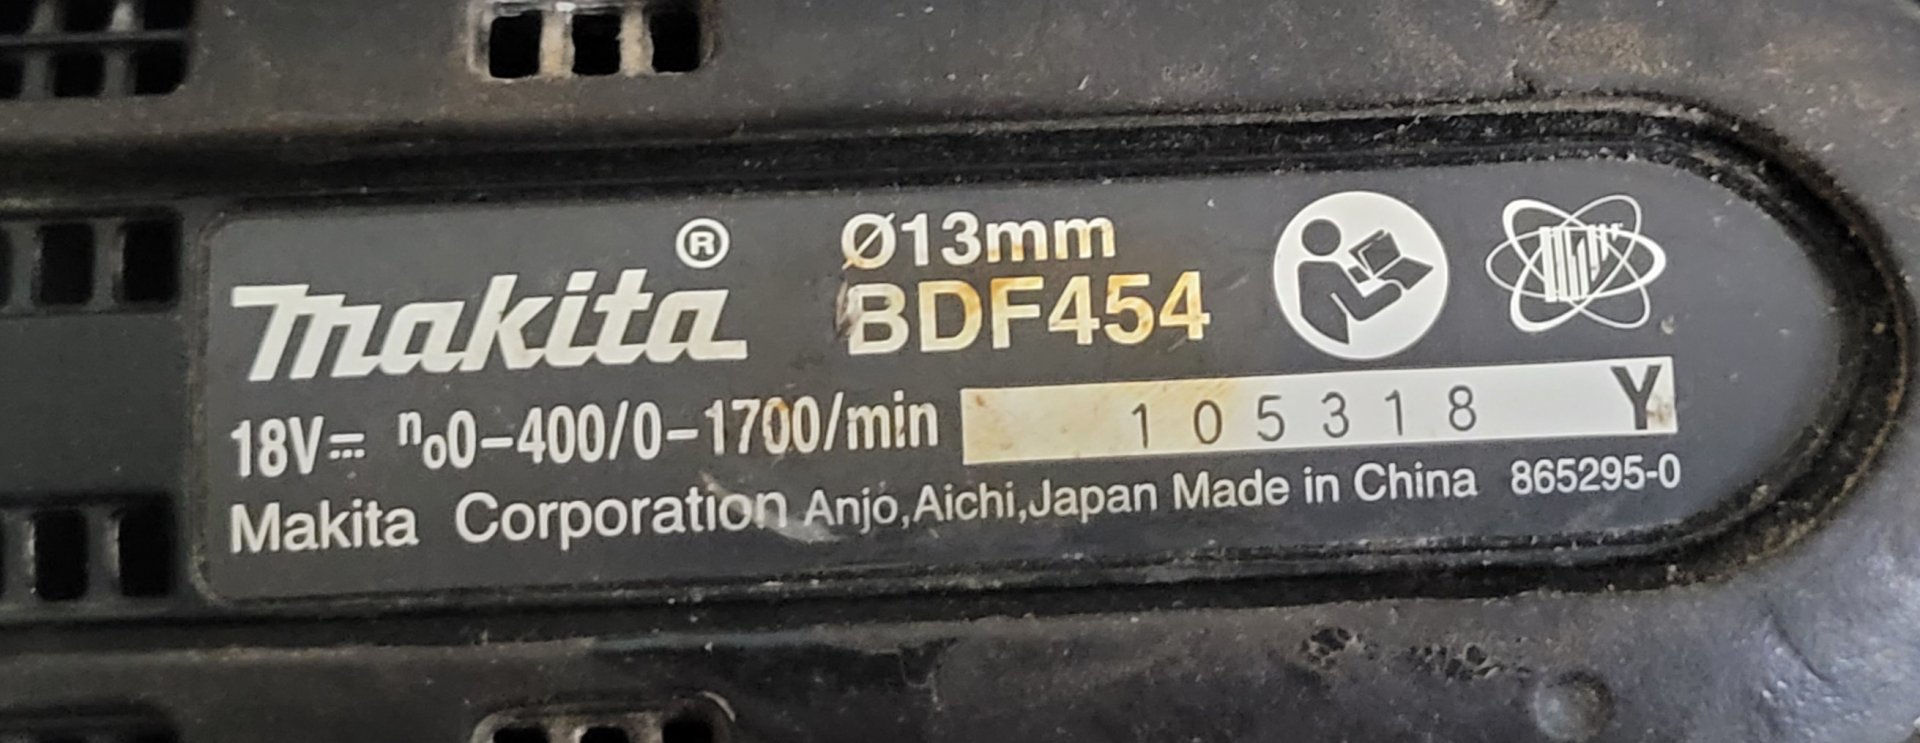 makita®
Ø13mm
BDF454
18V⎓ n₀0-400/0-1700/min
105318 Y
Makita Corporation Anjo,Aichi,Japan Made in China 865295-0